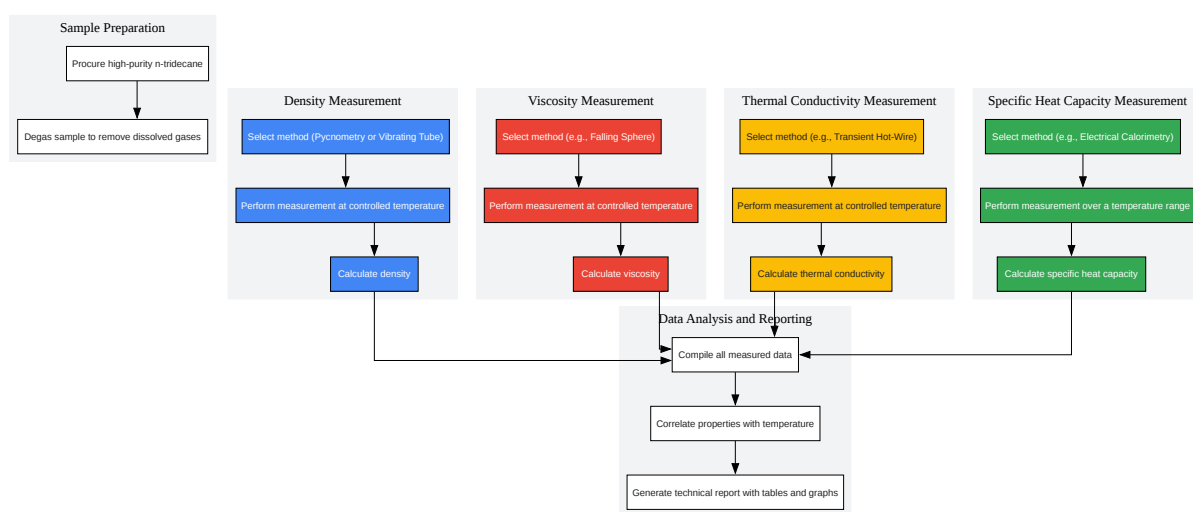 Sample Preparation
Procure high-purity n-tridecane
Degas sample to remove dissolved gases
Density Measurement
Select method (Pycnometry or Vibrating Tube)
Perform measurement at controlled temperature
Calculate density
Viscosity Measurement
Select method (e.g., Falling Sphere)
Perform measurement at controlled temperature
Calculate viscosity
Thermal Conductivity Measurement
Select method (e.g., Transient Hot-Wire)
Perform measurement at controlled temperature
Calculate thermal conductivity
Specific Heat Capacity Measurement
Select method (e.g., Electrical Calorimetry)
Perform measurement over a temperature range
Calculate specific heat capacity
Data Analysis and Reporting
Compile all measured data
Correlate properties with temperature
Generate technical report with tables and graphs